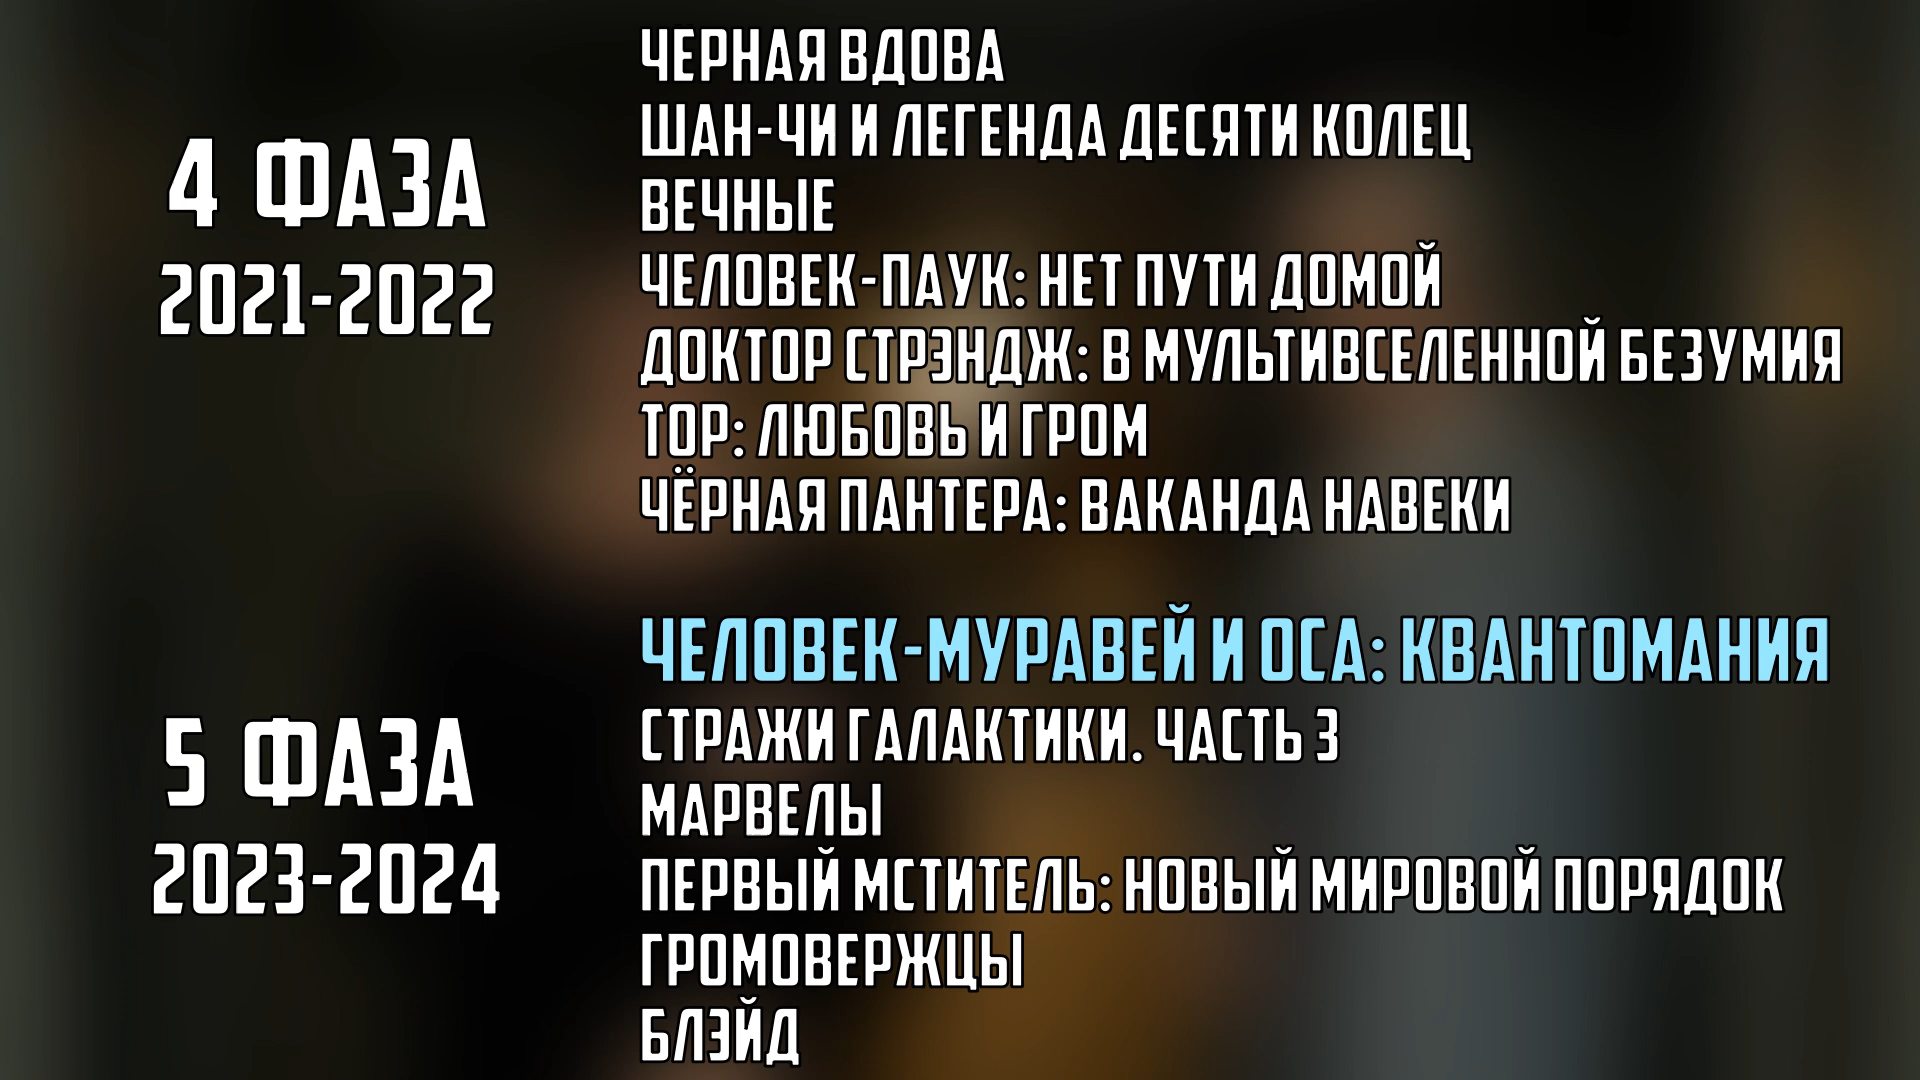 4 ФАЗА
2021-2022
ЧЕРНАЯ ВДОВА
ШАН-ЧИ И ЛЕГЕНДА ДЕСЯТИ КОЛЕЦ
ВЕЧНЫЕ
ЧЕЛОВЕК-ПАУК: НЕТ ПУТИ ДОМОЙ
ДОКТОР СТРЭНДЖ: В МУЛЬТИВСЕЛЕННОЙ БЕЗУМИЯ
ТОР: ЛЮБОВЬ И ГРОМ
ЧЁРНАЯ ПАНТЕРА: ВАКАНДА НАВЕКИ
5 ФАЗА
2023-2024
ЧЕЛОВЕК-МУРАВЕЙ И ОСА: КВАНТОМАНИЯ
СТРАЖИ ГАЛАКТИКИ. ЧАСТЬ 3
МАРВЕЛЫ
ПЕРВЫЙ МСТИТЕЛЬ: НОВЫЙ МИРОВОЙ ПОРЯДОК
ГРОМОВЕРЖЦЫ
БЛЭЙД